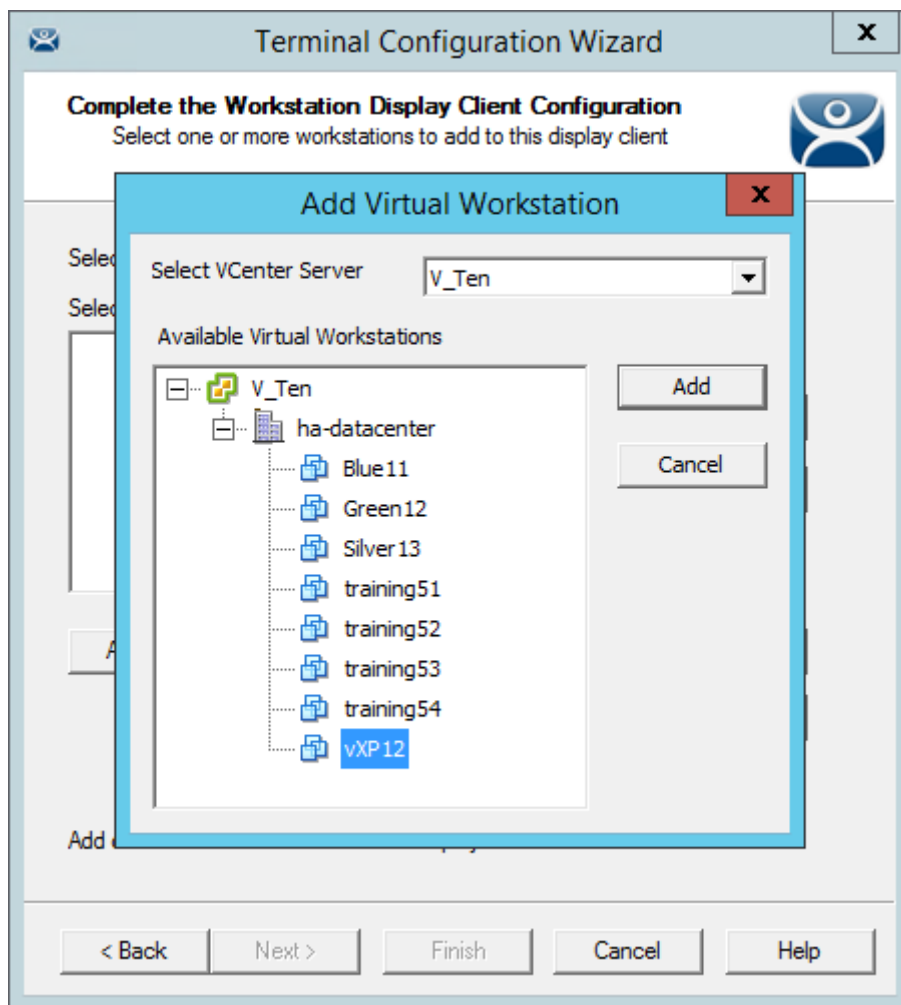 Terminal Configuration Wizard
x
Complete the Workstation Display Client Configuration
Select one or more workstations to add to this display client
Add Virtual Workstation
x
Select VCenter Server
V_Ten
Available Virtual Workstations
V_Ten
Add
ha-datacenter
Blue11
Cancel
Green12
Silver13
training51
training52
training53
training54
vXP12
Add
< Back
Next >
Finish
Cancel
Help